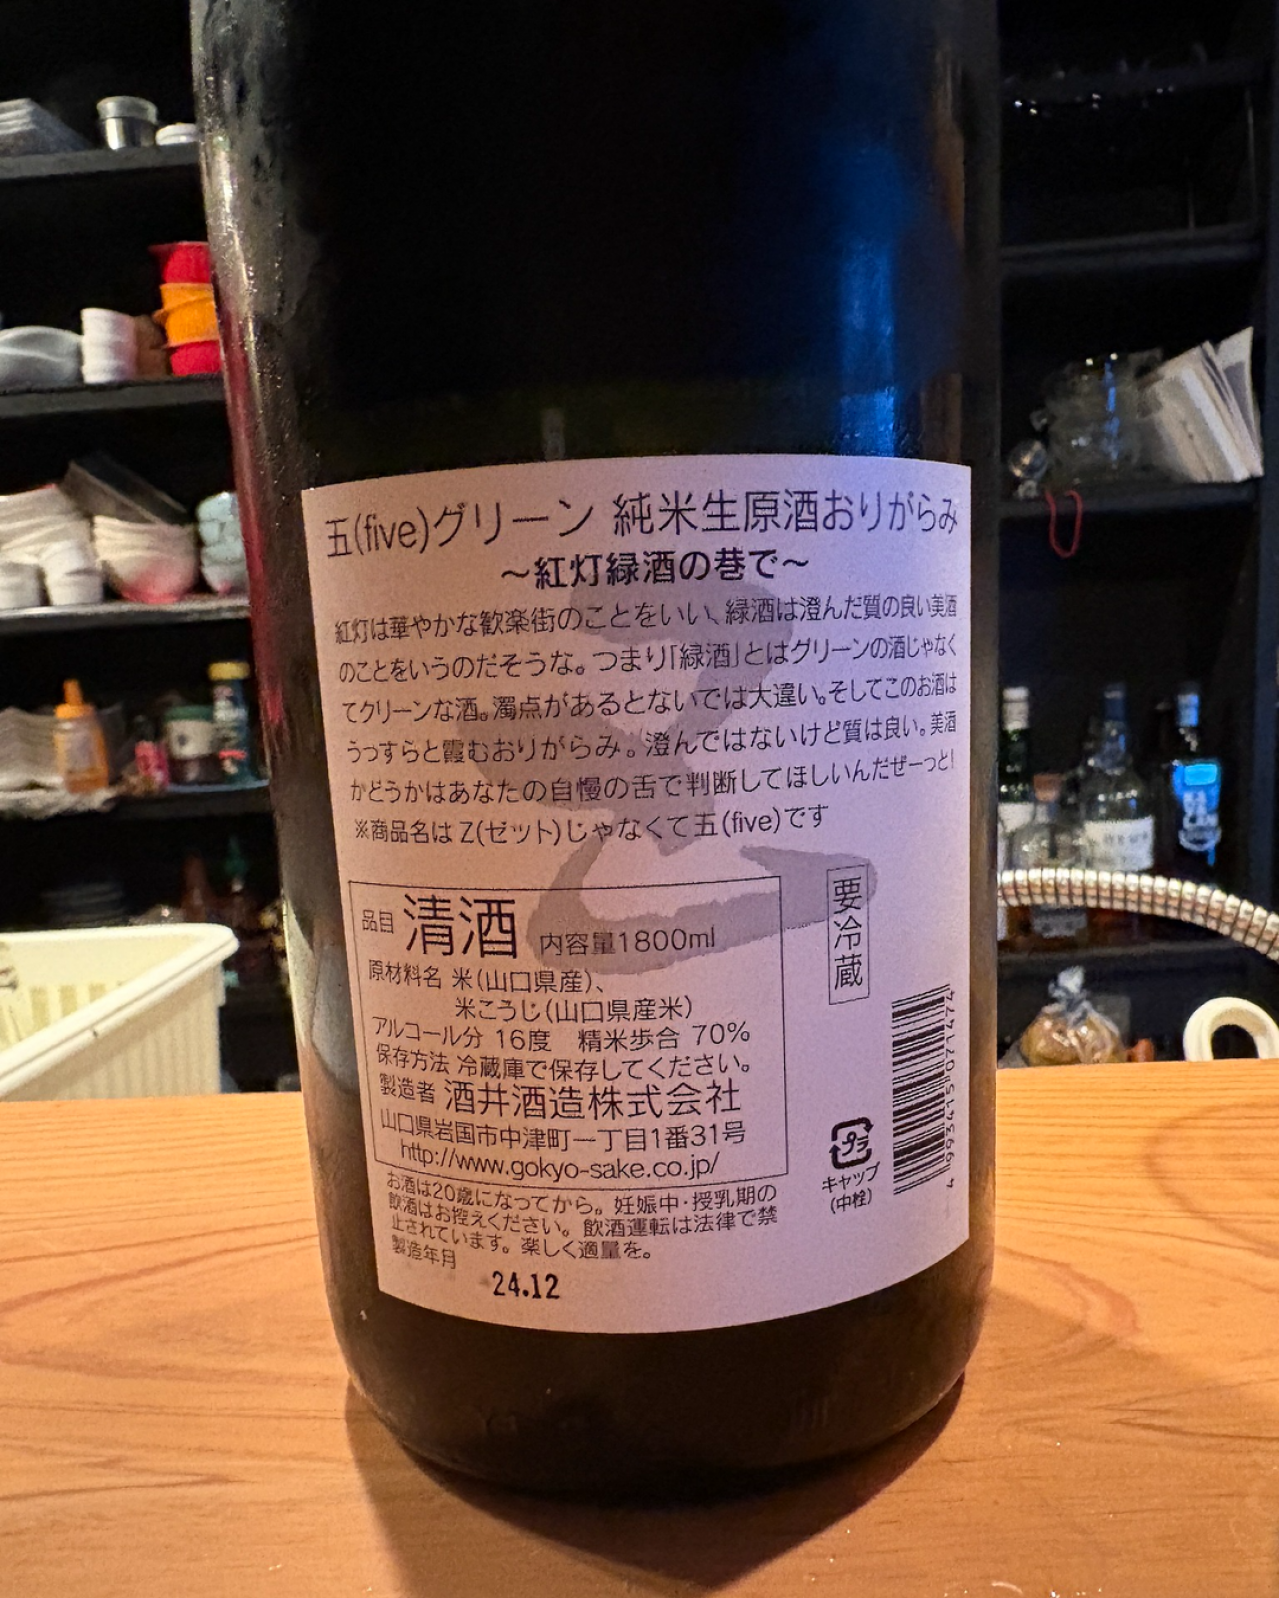 五(five)グリーン 純米生原酒おりがらみ
～紅灯緑酒の巷で～
紅灯は華やかな歓楽街のことをいい、緑酒は澄んだ質の良い美酒
のことをいうのだそうな。つまり｢緑酒｣とはグリーンの酒じゃなく
てクリーンな酒。濁点があるとないでは大違い。そしてこのお酒は
うっすらと霞むおりがらみ。澄んではないけど質は良い。美酒
かどうかはあなたの自慢の舌で判断してほしいんだぜーっと!
※商品名はZ(ゼット)じゃなくて五(five)です
品目 清酒 内容量1800ml
原材料名 米(山口県産)、
米こうじ(山口県産米)
アルコール分 16度 精米歩合 70%
保存方法 冷蔵庫で保存してください。
製造者 酒井酒造株式会社
山口県岩国市中津町一丁目1番31号
http://www.gokyo-sake.co.jp/
要冷蔵
お酒は20歳になってから。妊娠中・授乳期の
飲酒はお控えください。飲酒運転は法律で禁
止されています。楽しく適量を。
製造年月
24.12
プラ
キャップ
(中栓)
4 993415 071474